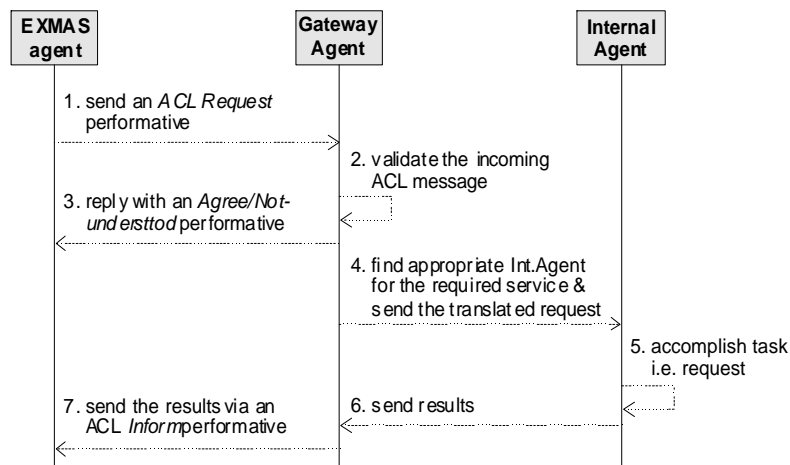 EXMAS
agent
Gateway
Agent
Internal
Agent
1. send an ACL Request
performative
2. validate the incoming
ACL message
3. reply with an Agree/Not-
understtod performative
4. find appropriate Int.Agent
for the required service &
send the translated request
5. accomplish task
i.e. request
6. send results
7. send the results via an
ACL Inform performative